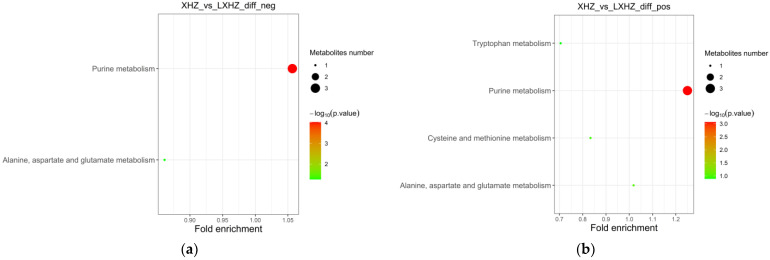 XHZ_vs_LXHZ_diff_neg
Purine metabolism
Alanine, aspartate and glutamate metabolism
0.90 0.95 1.00 1.05
Fold enrichment
Metabolites number
1
2
3
−log10(p.value)
4
3
2
(a)
XHZ_vs_LXHZ_diff_pos
Tryptophan metabolism
Purine metabolism
Cysteine and methionine metabolism
Alanine, aspartate and glutamate metabolism
0.7 0.8 0.9 1.0 1.1 1.2
Fold enrichment
Metabolites number
1
2
3
−log10(p.value)
3.0
2.5
2.0
1.5
1.0
(b)